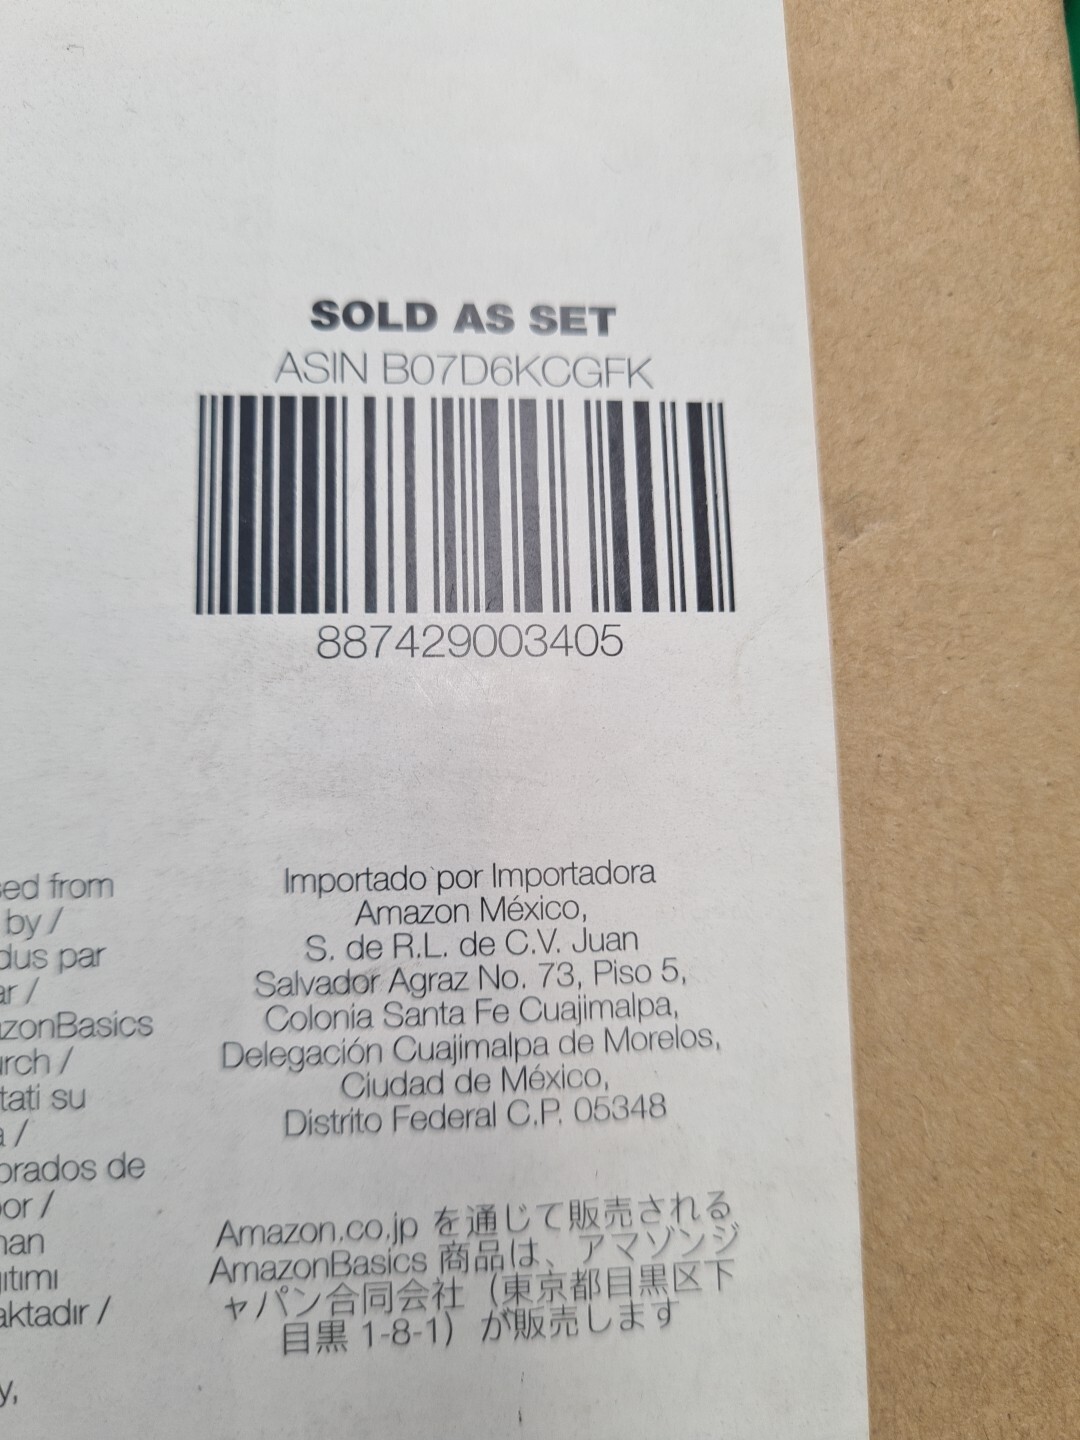 SOLD AS SET
ASIN B07D6KCGFK
887429003405
sed from
by /
dus par
ar /
zonBasics
urch /
tati su
a /
orados de
por /
man
ğıtımı
aktadır /
y,
Importado por Importadora
Amazon México,
S. de R.L. de C.V. Juan
Salvador Agraz No. 73, Piso 5,
Colonia Santa Fe Cuajimalpa,
Delegación Cuajimalpa de Morelos,
Ciudad de México,
Distrito Federal C.P. 05348
Amazon.co.jp を通じて販売される
AmazonBasics 商品は、アマゾンジ
ャパン合同会社（東京都目黒区下
目黒 1-8-1）が販売します